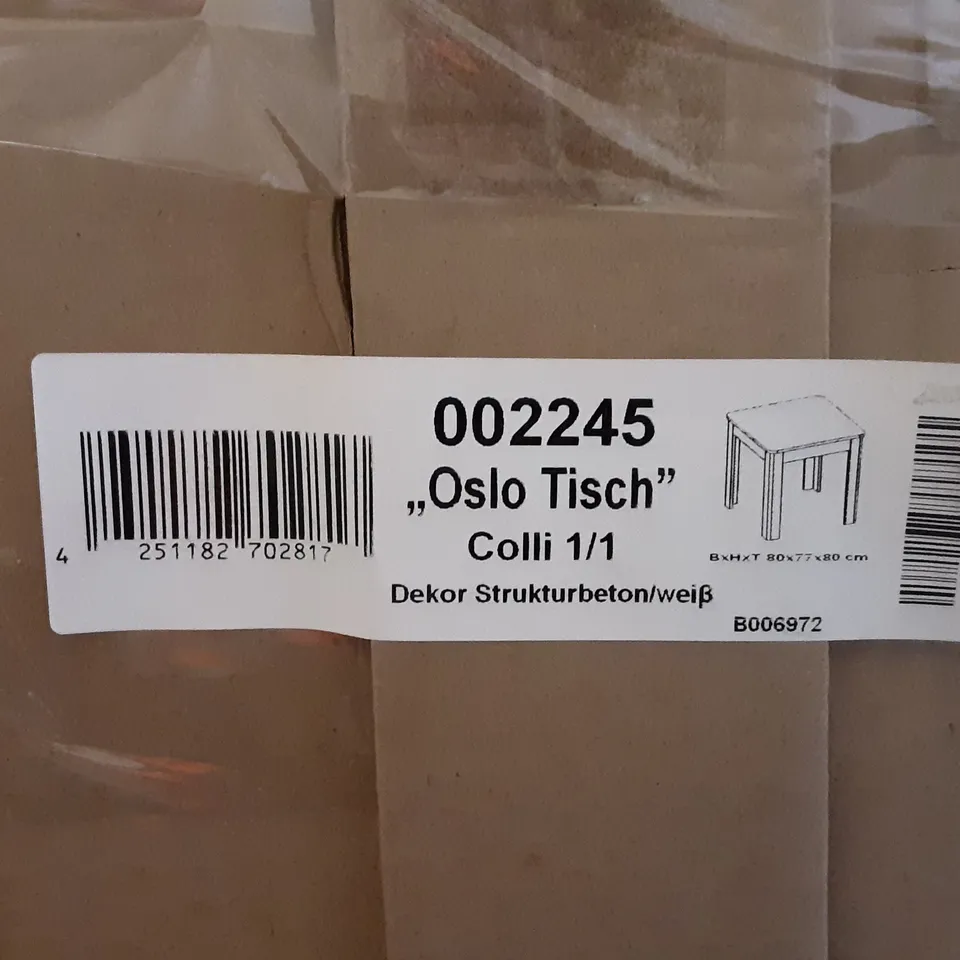 4 251182 702817
002245
„Oslo Tisch”
Colli 1/1
Dekor Strukturbeton/weiß
BxHxT 80x77x80 cm
B006972